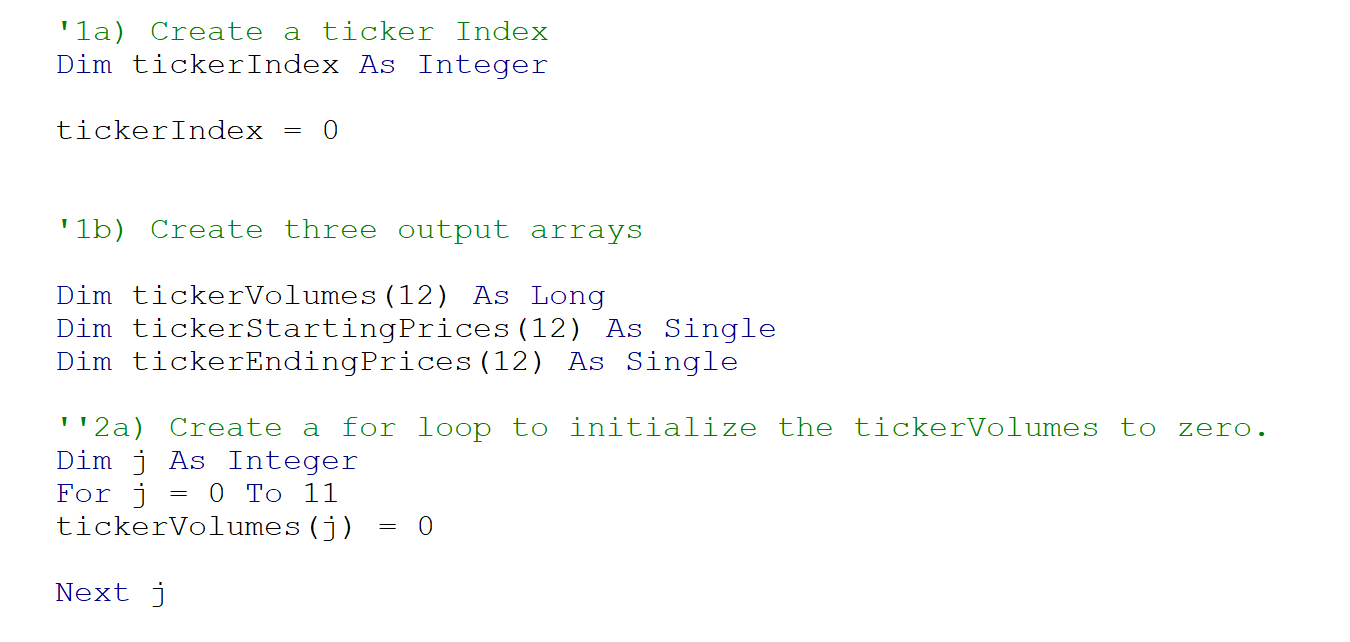 '1a) Create a ticker Index
Dim tickerIndex As Integer
tickerIndex = 0
'1b) Create three output arrays
Dim tickerVolumes(12) As Long
Dim tickerStartingPrices(12) As Single
Dim tickerEndingPrices(12) As Single
''2a) Create a for loop to initialize the tickerVolumes to zero.
Dim j As Integer
For j = 0 To 11
tickerVolumes(j) = 0
Next j